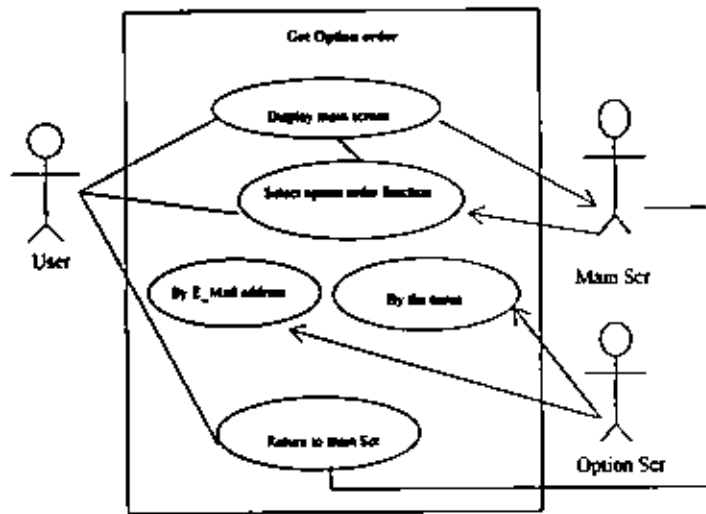 Get Option order
Display main screen
Select option order function
User
Main Scr
By E_Mail address
By the name
Return to main Scr
Option Scr